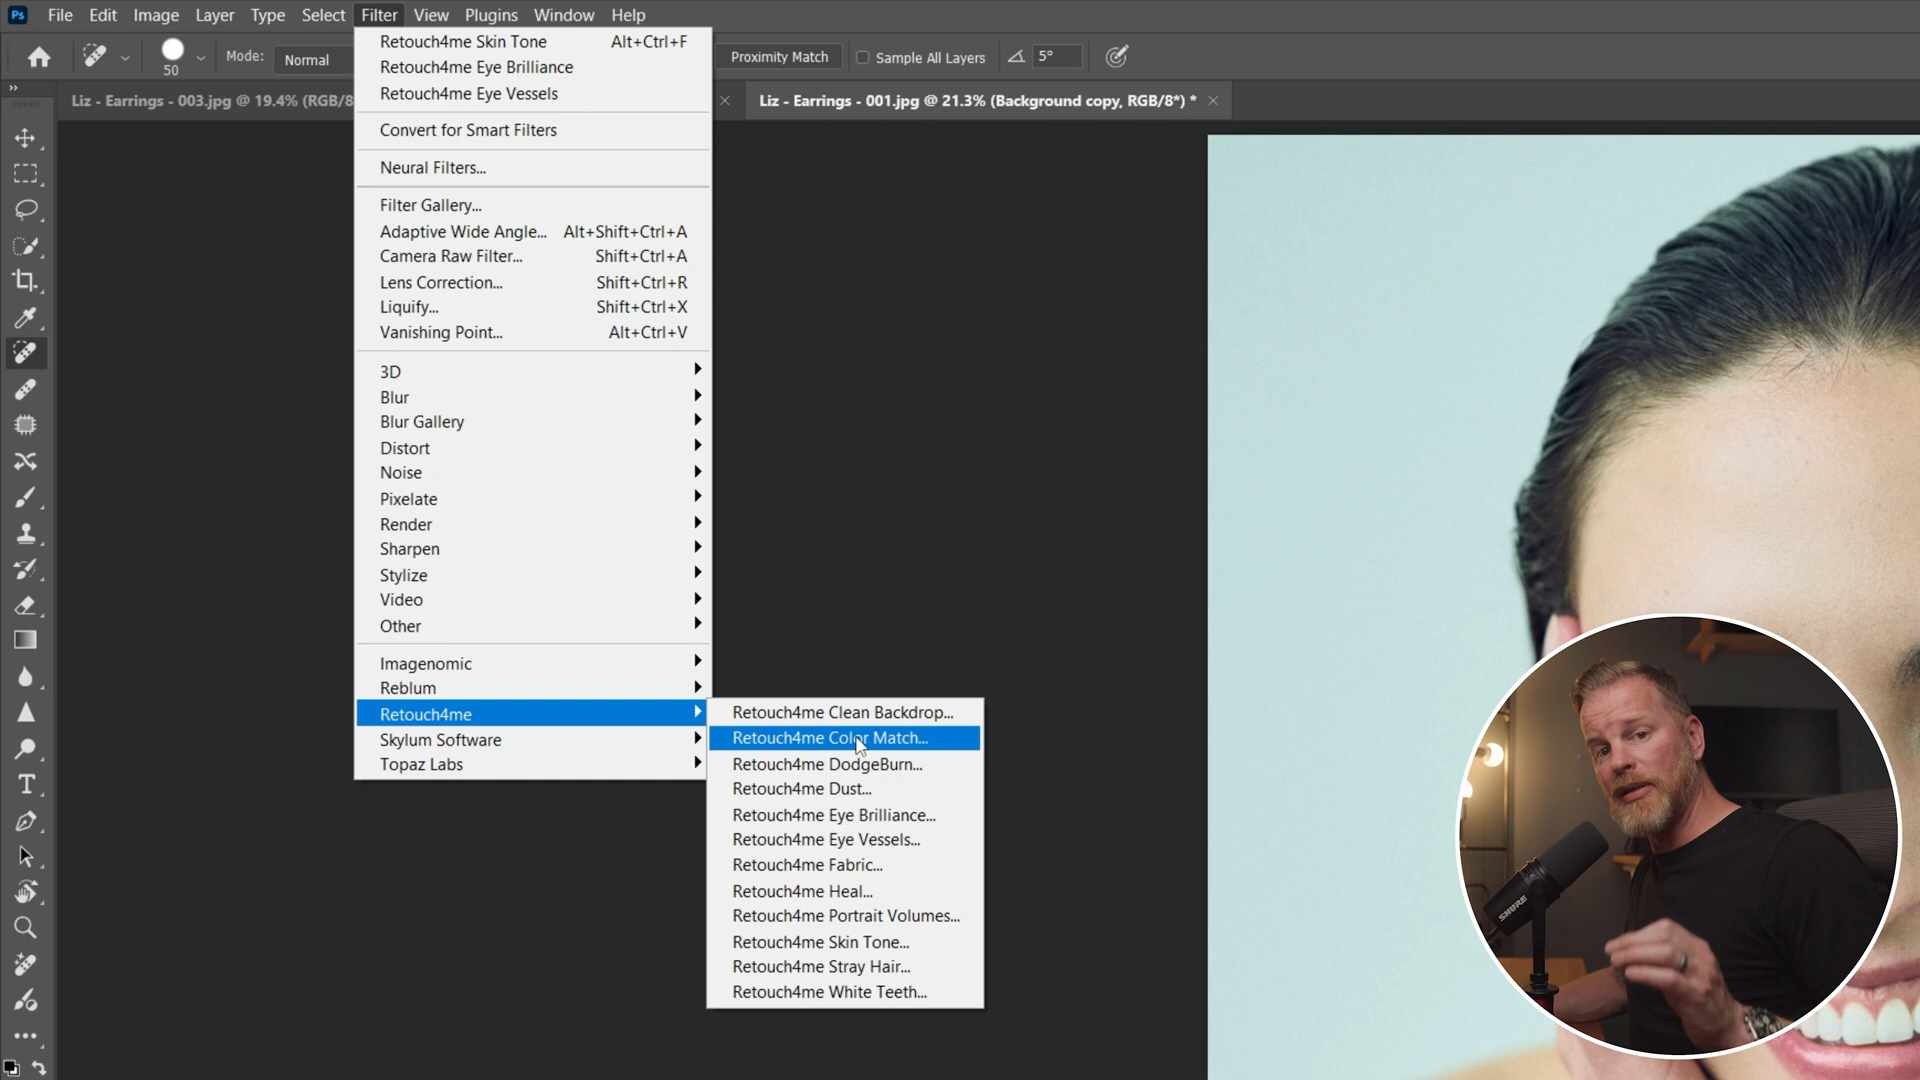 Ps File Edit Image Layer Type Select Filter View Plugins Window Help
50 Mode: Normal Proximity Match Sample All Layers 5°
Liz - Earrings - 003.jpg @ 19.4% (RGB/8 Liz - Earrings - 001.jpg @ 21.3% (Background copy, RGB/8*) *
Retouch4me Skin Tone Alt+Ctrl+F
Retouch4me Eye Brilliance
Retouch4me Eye Vessels
Convert for Smart Filters
Neural Filters...
Filter Gallery...
Adaptive Wide Angle... Alt+Shift+Ctrl+A
Camera Raw Filter... Shift+Ctrl+A
Lens Correction... Shift+Ctrl+R
Liquify... Shift+Ctrl+X
Vanishing Point... Alt+Ctrl+V
3D
Blur
Blur Gallery
Distort
Noise
Pixelate
Render
Sharpen
Stylize
Video
Other
Imagenomic
Reblum
Retouch4me
Skylum Software
Topaz Labs
Retouch4me Clean Backdrop...
Retouch4me Color Match...
Retouch4me DodgeBurn...
Retouch4me Dust...
Retouch4me Eye Brilliance...
Retouch4me Eye Vessels...
Retouch4me Fabric...
Retouch4me Heal...
Retouch4me Portrait Volumes...
Retouch4me Skin Tone...
Retouch4me Stray Hair...
Retouch4me White Teeth...
SHURE